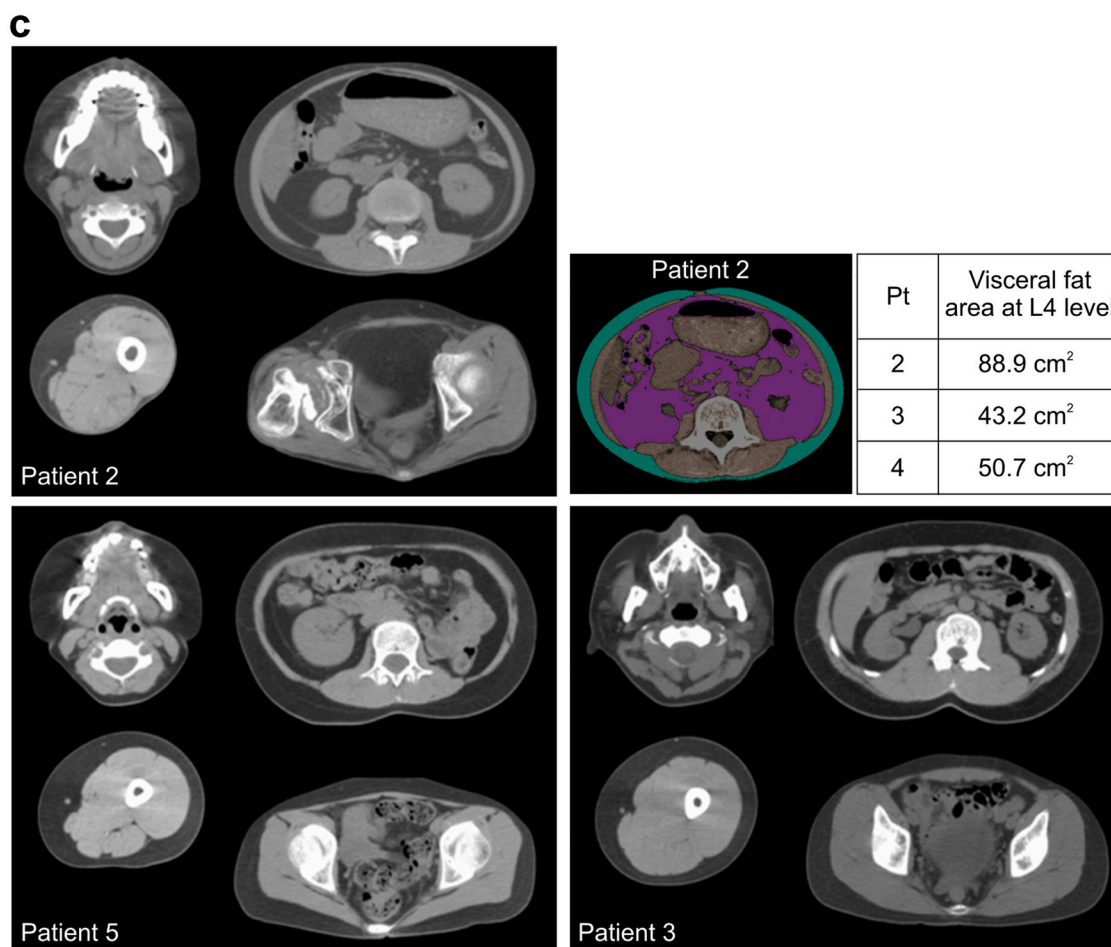 c
Patient 2
Patient 2
Pt
Visceral fat
area at L4 level
2
88.9 cm²
3
43.2 cm²
4
50.7 cm²
Patient 5
Patient 3